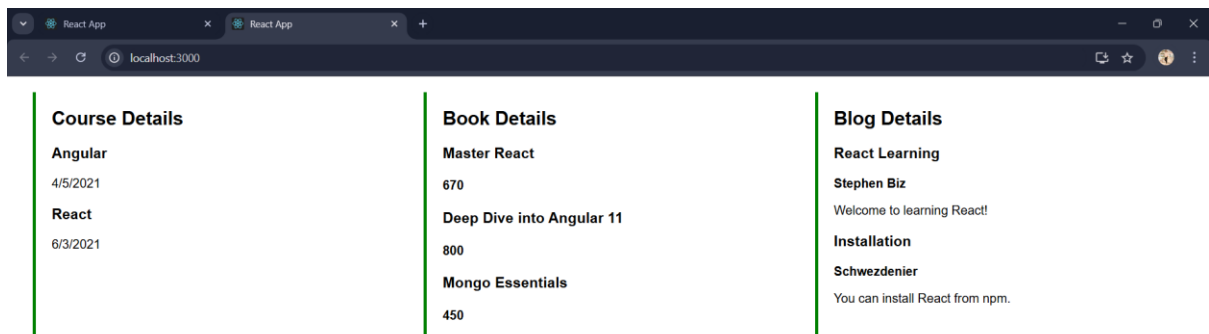 React App
React App
localhost:3000
Course Details
Angular
4/5/2021
React
6/3/2021
Book Details
Master React
670
Deep Dive into Angular 11
800
Mongo Essentials
450
Blog Details
React Learning
Stephen Biz
Welcome to learning React!
Installation
Schwezdenier
You can install React from npm.